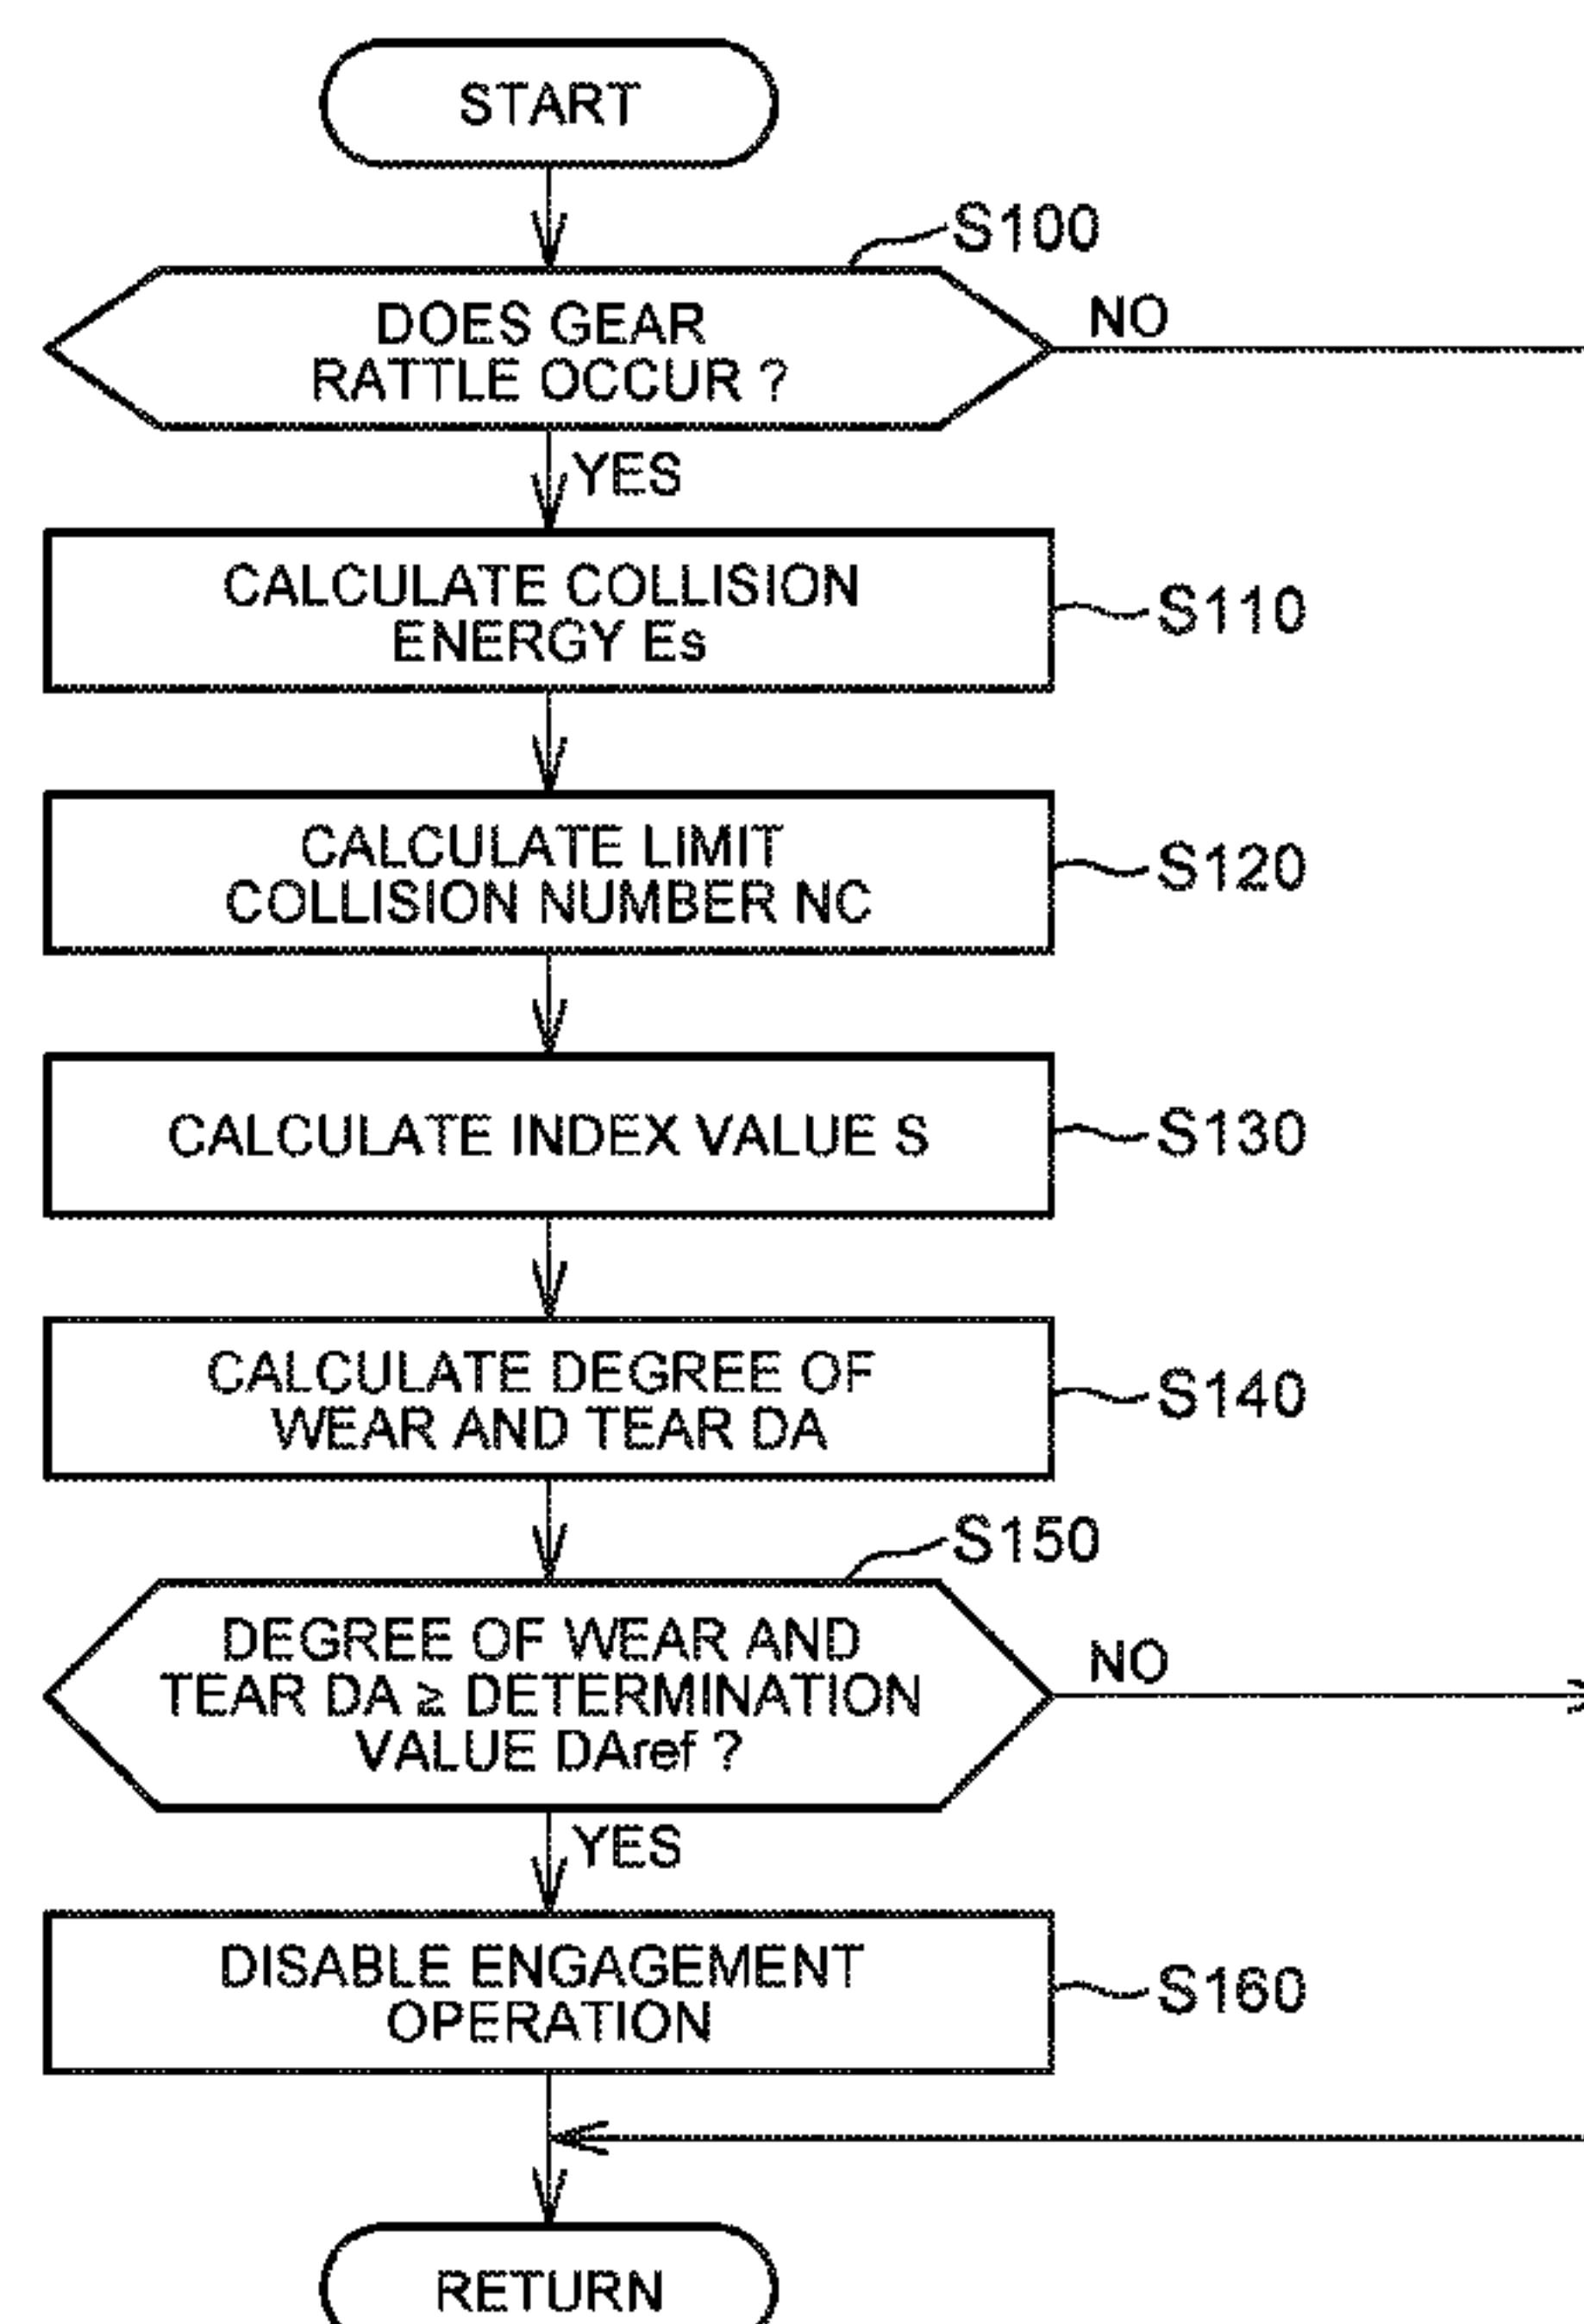 START
S100
DOES GEAR
RATTLE OCCUR ?
NO
YES
CALCULATE COLLISION
ENERGY Es
S110
CALCULATE LIMIT
COLLISION NUMBER NC
S120
CALCULATE INDEX VALUE S
S130
CALCULATE DEGREE OF
WEAR AND TEAR DA
S140
S150
DEGREE OF WEAR AND
TEAR DA ≧ DETERMINATION
VALUE DAref ?
NO
YES
DISABLE ENGAGEMENT
OPERATION
S160
RETURN